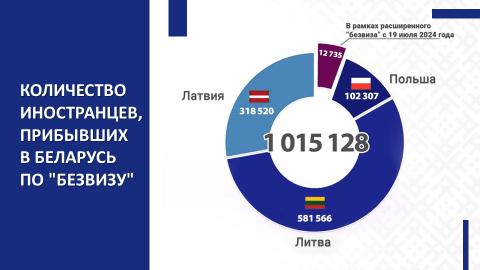 КОЛИЧЕСТВО
ИНОСТРАНЦЕВ,
ПРИБЫВШИХ
В БЕЛАРУСЬ
ПО "БЕЗВИЗУ"
В рамках расширенного
"безвиза" с 19 июля 2024 года
12 735
Польша
102 307
Латвия
318 520
1 015 128
581 566
Литва